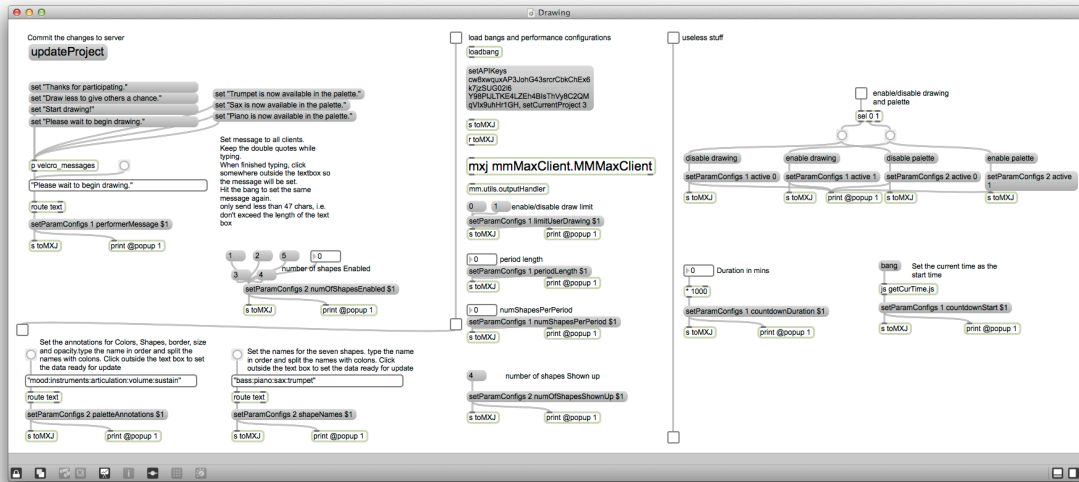 Drawing
Commit the changes to server
updateProject
set "Thanks for participating."
set "Draw less to give others a chance."
set "Start drawing!"
set "Please wait to begin drawing."
set "Trumpet is now available in the palette."
set "Sax is now available in the palette."
set "Piano is now available in the palette."
Set message to all clients.
Keep the double quotes while
typing.
When finished typing, click
somewhere outside the textbox so
the message will be set.
Hit the bang to set the same
message again.
only send less than 47 chars, i.e.
don't exceed the length of the text
box
p velcro_messages
"Please wait to begin drawing."
route text
setParamConfigs 1 performerMessage $1
s toMXJ
print @popup 1
1
2
5
0
3
4
number of shapes Enabled
setParamConfigs 2 numOfShapesEnabled $1
s toMXJ
print @popup 1
Set the annotations for Colors, Shapes, border, size
and opacity,type the name in order and split the
names with colons. Click outside the text box to set
the data ready for update
"mood:instruments:articulation:volume:sustain"
route text
setParamConfigs 2 paletteAnnotations $1
s toMXJ
print @popup 1
Set the names for the seven shapes. type the name
in order and split the names with colons. Click
outside the text box to set the data ready for update
"bass:piano:sax:trumpet"
route text
setParamConfigs 2 shapeNames $1
s toMXJ
print @popup 1
load bangs and performance configurations
loadbang
setAPIKeys
s toMXJ
r toMXJ
mxj mmMaxClient.MMMaxClient
mm.utils.outputHandler
0
1
enable/disable draw limit
setParamConfigs 1 limitUserDrawing $1
s toMXJ
print @popup 1
0
period length
setParamConfigs 1 periodLength $1
s toMXJ
print @popup 1
0
numShapesPerPeriod
setParamConfigs 1 numShapesPerPeriod $1
s toMXJ
print @popup 1
4
number of shapes Shown up
setParamConfigs 2 numOfShapesShownUp $1
s toMXJ
print @popup 1
useless stuff
enable/disable drawing
and palette
sel 0 1
disable drawing
enable drawing
disable palette
enable palette
setParamConfigs 1 active 0
setParamConfigs 1 active 1
setParamConfigs 2 active 0
setParamConfigs 2 active
1
s toMXJ
s toMXJ
print @popup 1
s toMXJ
s toMXJ
0
Duration in mins
* 1000
setParamConfigs 1 countdownDuration $1
s toMXJ
print @popup 1
bang
Set the current time as the
start time
js getCurTime.js
setParamConfigs 1 countdownStart $1
s toMXJ
print @popup 1